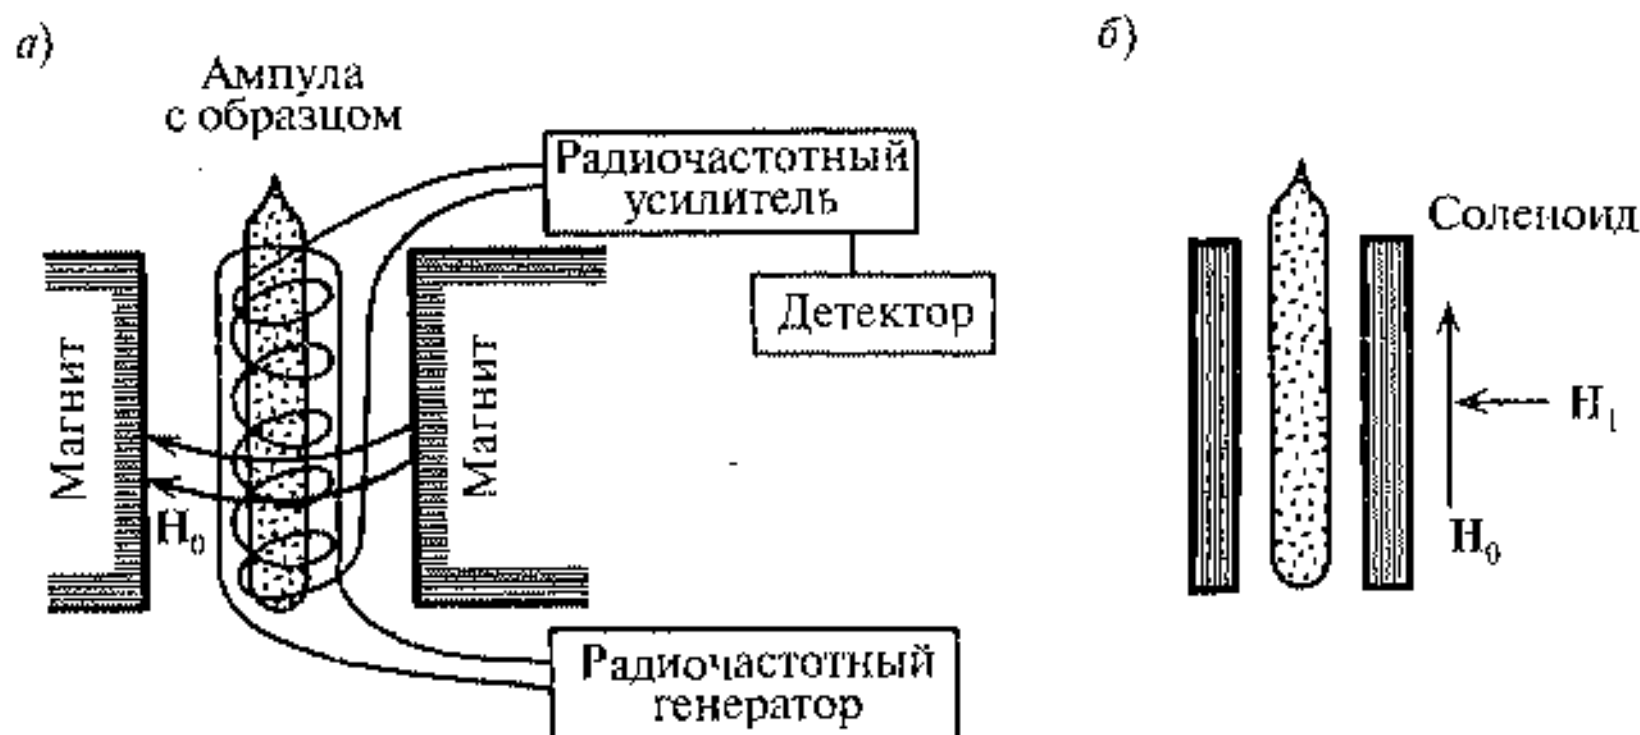 а)
Ампула
с образцом
Радиочастотный
усилитель
Детектор
Магнит
Магнит
H₀
Радиочастотный
генератор
б)
Соленоид
H₁
H₀